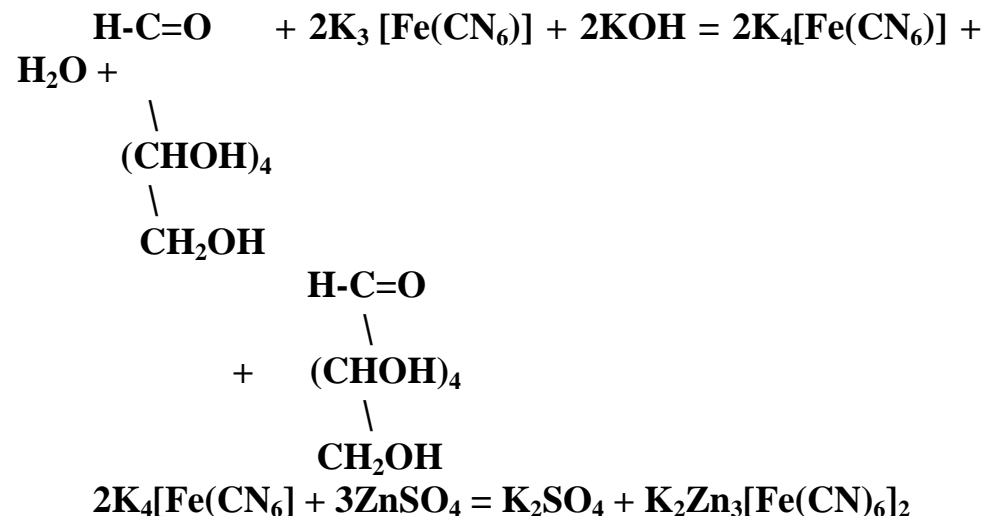 H-C=O + 2K₃ [Fe(CN₆)] + 2KOH = 2K₄[Fe(CN₆)] +
H₂O +
\
(CHOH)₄
\
CH₂OH
H-C=O
\
+ (CHOH)₄
\
CH₂OH
2K₄[Fe(CN₆] + 3ZnSO₄ = K₂SO₄ + K₂Zn₃[Fe(CN)₆]₂